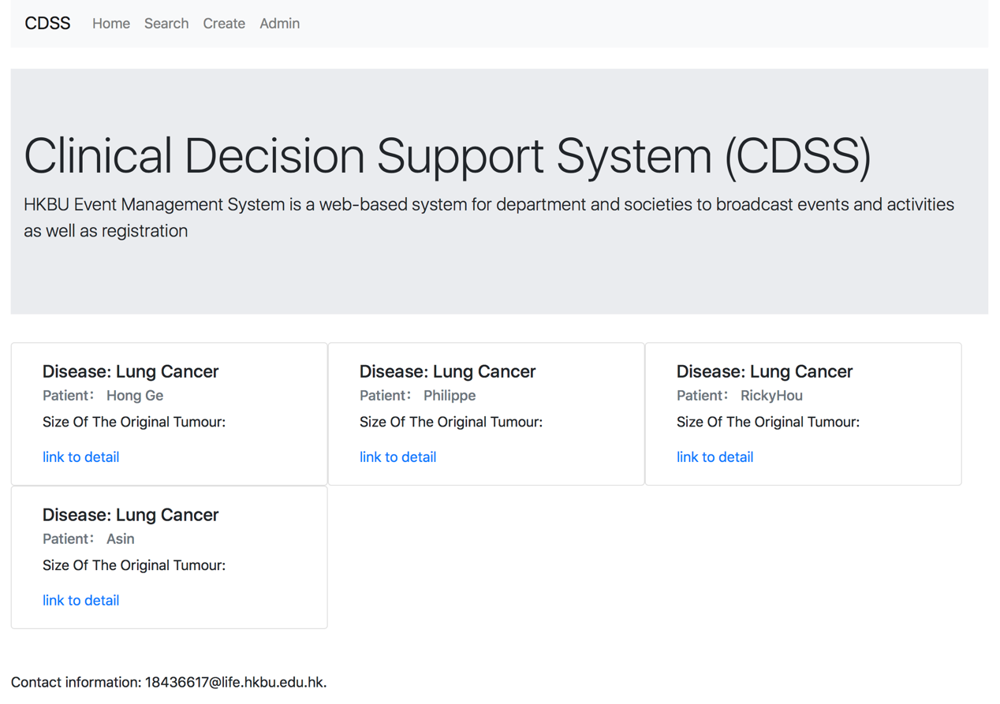 CDSS Home Search Create Admin
Clinical Decision Support System (CDSS)
HKBU Event Management System is a web-based system for department and societies to broadcast events and activities
as well as registration
Disease: Lung Cancer
Patient： Hong Ge
Size Of The Original Tumour:
link to detail
Disease: Lung Cancer
Patient： Philippe
Size Of The Original Tumour:
link to detail
Disease: Lung Cancer
Patient： RickyHou
Size Of The Original Tumour:
link to detail
Disease: Lung Cancer
Patient： Asin
Size Of The Original Tumour:
link to detail
Contact information: 18436617@life.hkbu.edu.hk.